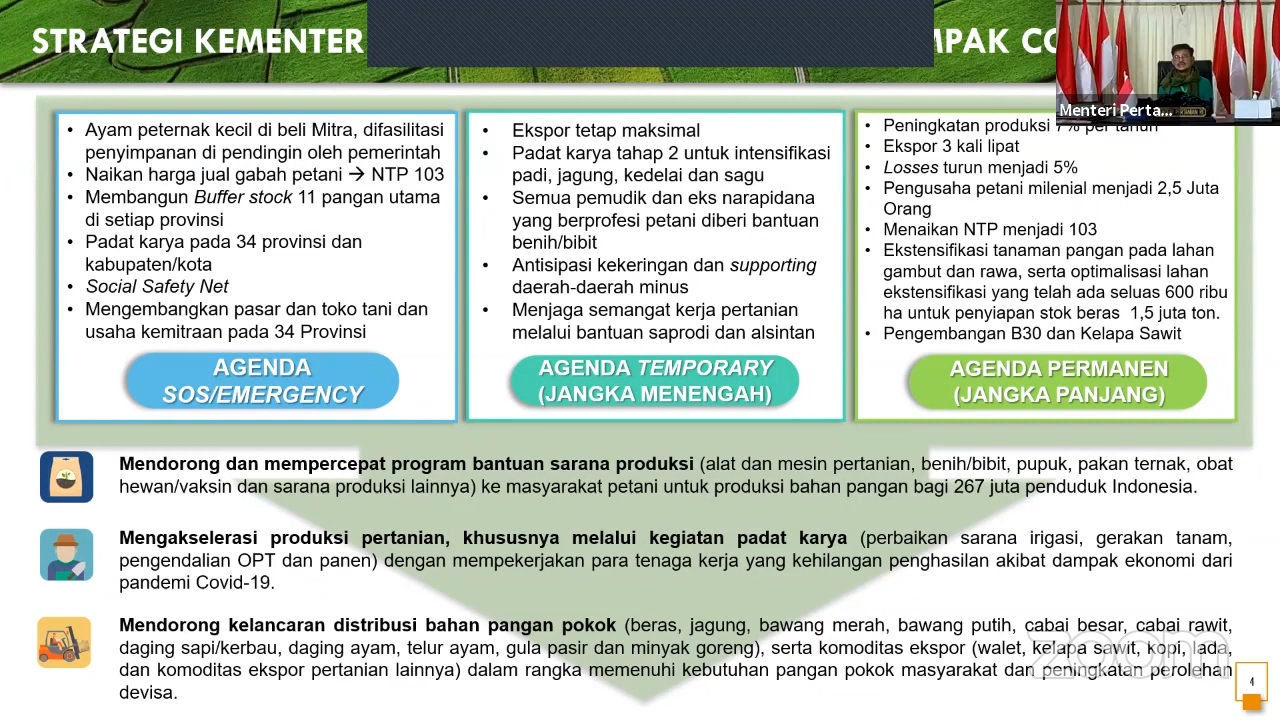 STRATEGI KEMENTER
MPAK CO
Menteri Perta...
• Ayam peternak kecil di beli Mitra, difasilitasi
penyimpanan di pendingin oleh pemerintah
• Naikan harga jual gabah petani → NTP 103
• Membangun Buffer stock 11 pangan utama
di setiap provinsi
• Padat karya pada 34 provinsi dan
kabupaten/kota
• Social Safety Net
• Mengembangkan pasar dan toko tani dan
usaha kemitraan pada 34 Provinsi
AGENDA
SOS/EMERGENCY
• Ekspor tetap maksimal
• Padat karya tahap 2 untuk intensifikasi
padi, jagung, kedelai dan sagu
• Semua pemudik dan eks narapidana
yang berprofesi petani diberi bantuan
benih/bibit
• Antisipasi kekeringan dan supporting
daerah-daerah minus
• Menjaga semangat kerja pertanian
melalui bantuan saprodi dan alsintan
AGENDA TEMPORARY
(JANGKA MENENGAH)
• Peningkatan produksi 7% per tahun
• Ekspor 3 kali lipat
• Losses turun menjadi 5%
• Pengusaha petani milenial menjadi 2,5 Juta
Orang
• Menaikan NTP menjadi 103
• Ekstensifikasi tanaman pangan pada lahan
gambut dan rawa, serta optimalisasi lahan
ekstensifikasi yang telah ada seluas 600 ribu
ha untuk penyiapan stok beras 1,5 juta ton.
• Pengembangan B30 dan Kelapa Sawit
AGENDA PERMANEN
(JANGKA PANJANG)
Mendorong dan mempercepat program bantuan sarana produksi (alat dan mesin pertanian, benih/bibit, pupuk, pakan ternak, obat
hewan/vaksin dan sarana produksi lainnya) ke masyarakat petani untuk produksi bahan pangan bagi 267 juta penduduk Indonesia.
Mengakselerasi produksi pertanian, khususnya melalui kegiatan padat karya (perbaikan sarana irigasi, gerakan tanam,
pengendalian OPT dan panen) dengan mempekerjakan para tenaga kerja yang kehilangan penghasilan akibat dampak ekonomi dari
pandemi Covid-19.
Mendorong kelancaran distribusi bahan pangan pokok (beras, jagung, bawang merah, bawang putih, cabai besar, cabai rawit,
daging sapi/kerbau, daging ayam, telur ayam, gula pasir dan minyak goreng), serta komoditas ekspor (walet, kelapa sawit, kopi, lada,
dan komoditas ekspor pertanian lainnya) dalam rangka memenuhi kebutuhan pangan pokok masyarakat dan peningkatan perolehan
devisa.
zoom
4